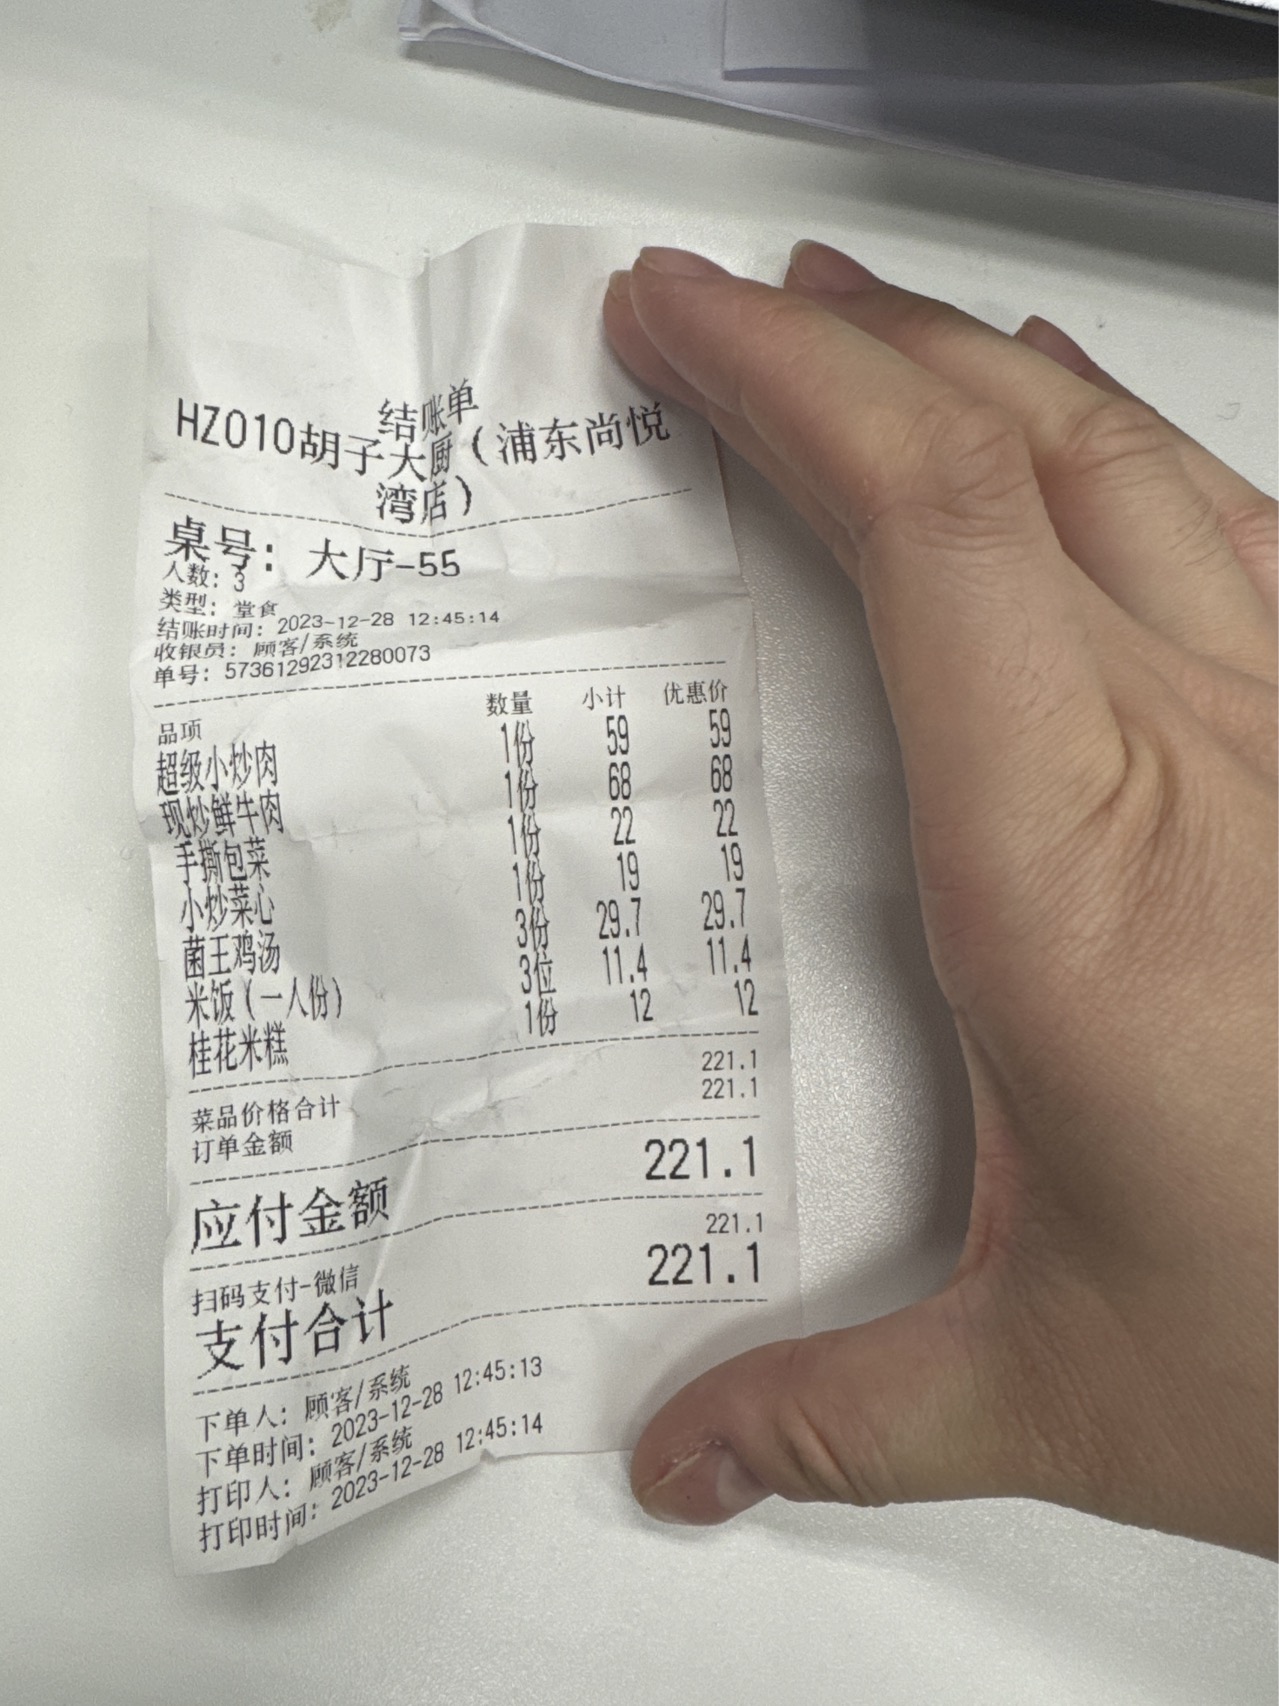 结账单
HZ010胡子大厨(浦东尚悦
湾店)
桌号: 大厅-55
人数: 3
类型: 堂食
结账时间: 2023-12-28 12:45:14
收银员: 顾客/系统
单号: 57361292312280073
品项 数量 小计 优惠价
超级小炒肉 1份 59 59
现炒鲜牛肉 1份 68 68
手撕包菜 1份 22 22
小炒菜心 1份 19 19
菌王鸡汤 3份 29.7 29.7
米饭(一人份) 3位 11.4 11.4
桂花米糕 1份 12 12
菜品价格合计 221.1
订单金额 221.1
应付金额 221.1
扫码支付-微信 221.1
支付合计 221.1
下单人: 顾客/系统
下单时间: 2023-12-28 12:45:13
打印人: 顾客/系统
打印时间: 2023-12-28 12:45:14